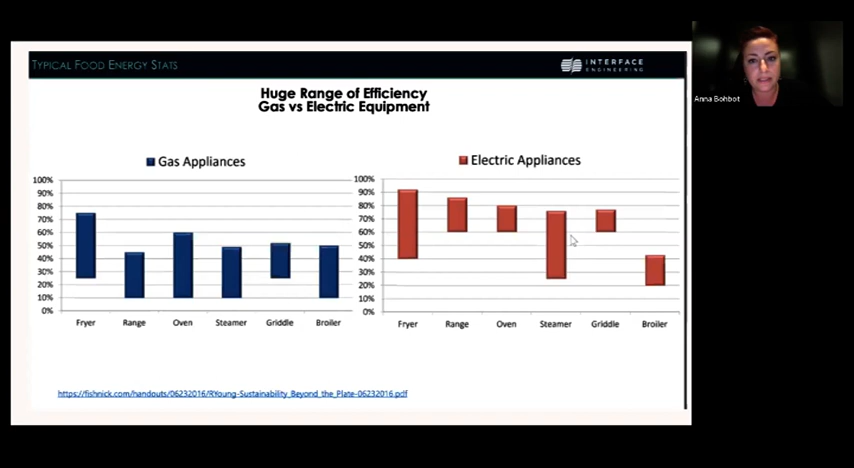 TYPICAL FOOD ENERGY STATS
INTERFACE
ENGINEERING
Anna Bohbot
Huge Range of Efficiency
Gas vs Electric Equipment
Gas Appliances
100%
90%
80%
70%
60%
50%
40%
30%
20%
10%
0%
Fryer Range Oven Steamer Griddle Broiler
Electric Appliances
100%
90%
80%
70%
60%
50%
40%
30%
20%
10%
0%
Fryer Range Oven Steamer Griddle Broiler
https://fishnick.com/handouts/06232016/RYoung-Sustainability_Beyond_the_Plate-06232016.pdf